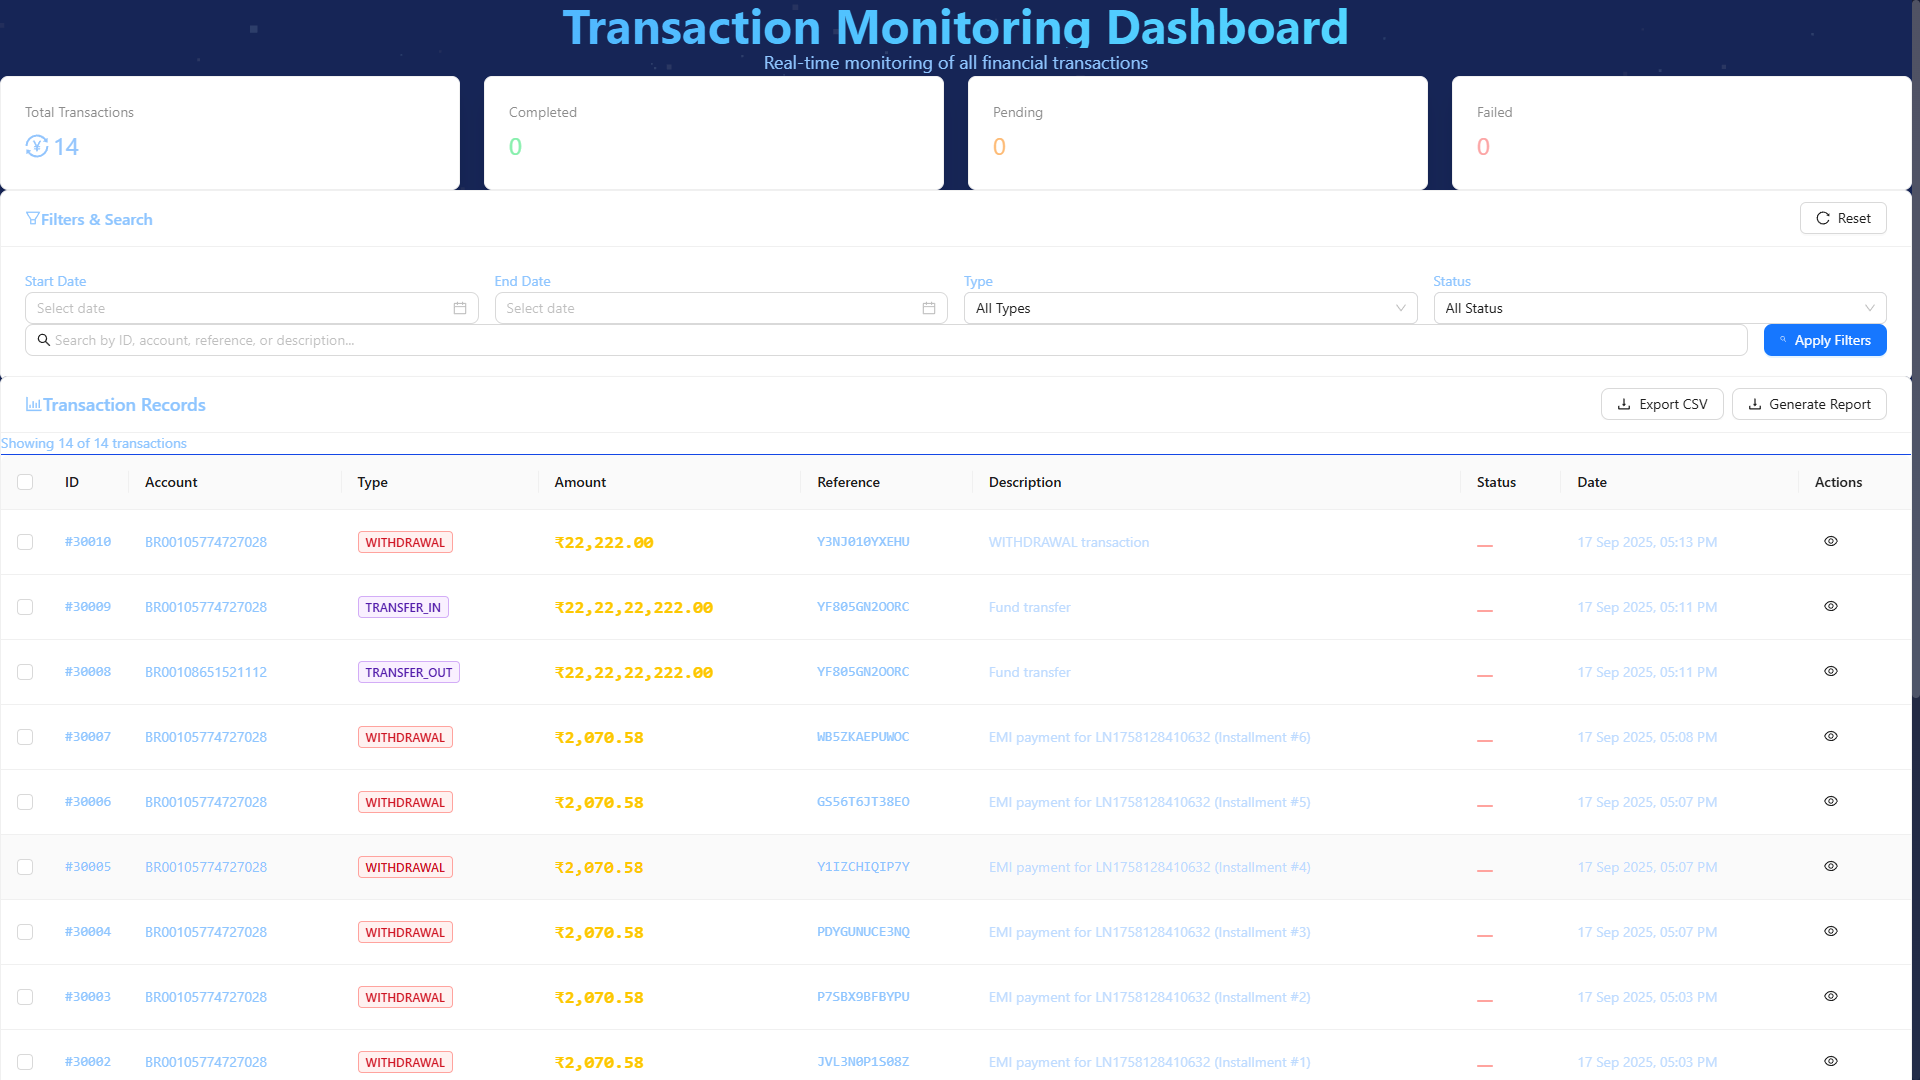 Transaction Monitoring Dashboard
Real-time monitoring of all financial transactions
Total Transactions
14
Completed
0
Pending
0
Failed
0
Filters & Search
Reset
Start Date End Date Type Status
Select date Select date All Types All Status
Search by ID, account, reference, or description... Apply Filters
Transaction Records Export CSV Generate Report
Showing 14 of 14 transactions
ID Account Type Amount Reference Description Status Date Actions
#30010 BR00105774727028 WITHDRAWAL ₹22,222.00 Y3NJ010YXEHU WITHDRAWAL transaction 17 Sep 2025, 05:13 PM
#30009 BR00105774727028 TRANSFER_IN ₹22,22,22,222.00 YF805GN2OORC Fund transfer 17 Sep 2025, 05:11 PM
#30008 BR00108651521112 TRANSFER_OUT ₹22,22,22,222.00 YF805GN2OORC Fund transfer 17 Sep 2025, 05:11 PM
#30007 BR00105774727028 WITHDRAWAL ₹2,070.58 WB5ZKAEPUWOC EMI payment for LN1758128410632 (Installment #6) 17 Sep 2025, 05:08 PM
#30006 BR00105774727028 WITHDRAWAL ₹2,070.58 GS56T6JT38EO EMI payment for LN1758128410632 (Installment #5) 17 Sep 2025, 05:07 PM
#30005 BR00105774727028 WITHDRAWAL ₹2,070.58 Y1IZCHIQIP7Y EMI payment for LN1758128410632 (Installment #4) 17 Sep 2025, 05:07 PM
#30004 BR00105774727028 WITHDRAWAL ₹2,070.58 PDYGUNUCE3NQ EMI payment for LN1758128410632 (Installment #3) 17 Sep 2025, 05:07 PM
#30003 BR00105774727028 WITHDRAWAL ₹2,070.58 P7SBX9BFBYPU EMI payment for LN1758128410632 (Installment #2) 17 Sep 2025, 05:03 PM
#30002 BR00105774727028 WITHDRAWAL ₹2,070.58 JVL3N0P1S08Z EMI payment for LN1758128410632 (Installment #1) 17 Sep 2025, 05:03 PM